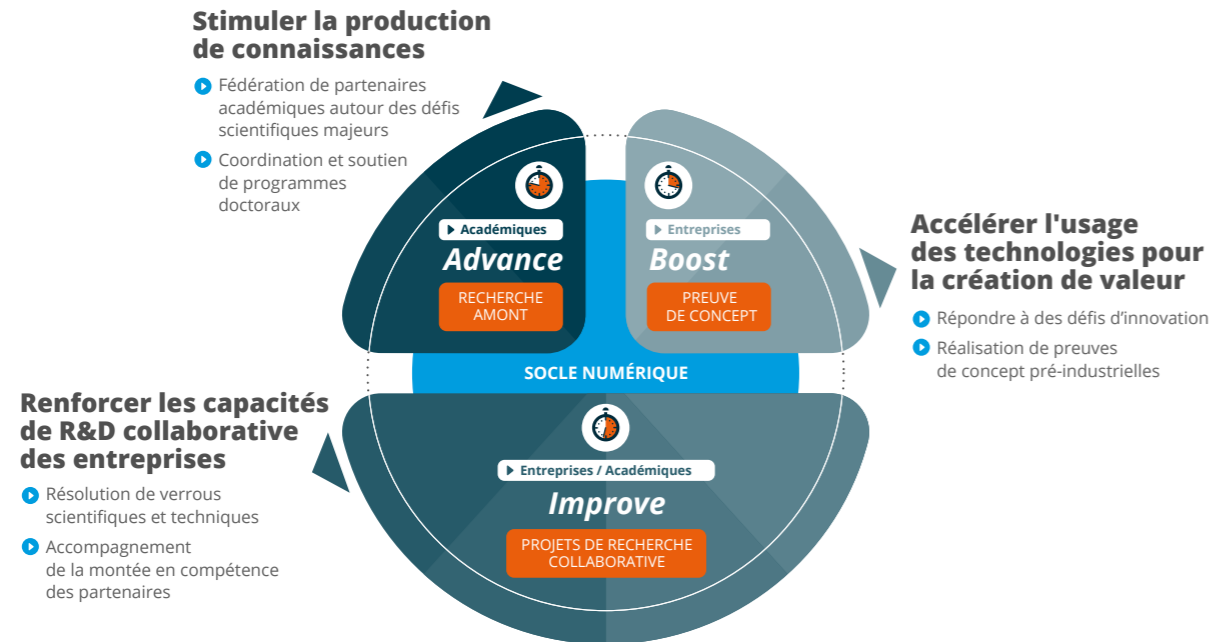 Stimuler la production
de connaissances
Fédération de partenaires
académiques autour des défis
scientifiques majeurs
Coordination et soutien
de programmes
doctoraux
Académiques
Advance
RECHERCHE
AMONT
Entreprises
Boost
PREUVE
DE CONCEPT
Accélérer l'usage
des technologies pour
la création de valeur
Répondre à des défis d’innovation
Réalisation de preuves
de concept pré-industrielles
SOCLE NUMÉRIQUE
Renforcer les capacités
de R&D collaborative
des entreprises
Résolution de verrous
scientifiques et techniques
Accompagnement
de la montée en compétence
des partenaires
Entreprises / Académiques
Improve
PROJETS DE RECHERCHE
COLLABORATIVE